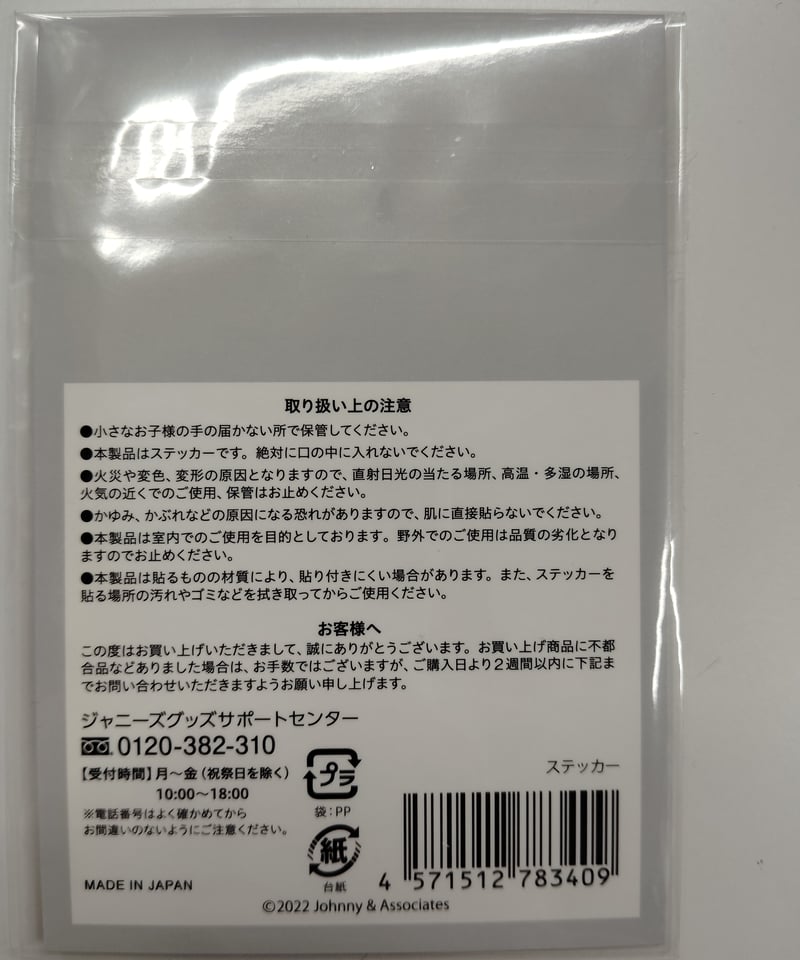 取り扱い上の注意
●小さなお子様の手の届かない所で保管してください。
●本製品はステッカーです。絶対に口の中に入れないでください。
●火災や変色、変形の原因となりますので、直射日光の当たる場所、高温・多湿の場所、
火気の近くでのご使用、保管はお止めください。
●かゆみ、かぶれなどの原因になる恐れがありますので、肌に直接貼らないでください。
●本製品は室内でのご使用を目的としております。野外でのご使用は品質の劣化となり
ますのでお止めください。
●本製品は貼るものの材質により、貼り付きにくい場合があります。また、ステッカーを
貼る場所の汚れやゴミなどを拭き取ってからご使用ください。
お客様へ
この度はお買い上げいただきまして、誠にありがとうございます。お買い上げ商品に不都
合品などありました場合は、お手数ではございますが、ご購入日より2週間以内に下記ま
でお問い合わせいただきますようお願い申し上げます。
ジャニーズグッズサポートセンター
0120-382-310
【受付時間】月～金（祝祭日を除く）
10:00～18:00
※電話番号はよく確かめてから
お間違いのないようにご注意ください。
プラ
袋：PP
紙
台紙
ステッカー
4 571512 783409
MADE IN JAPAN
©2022 Johnny & Associates